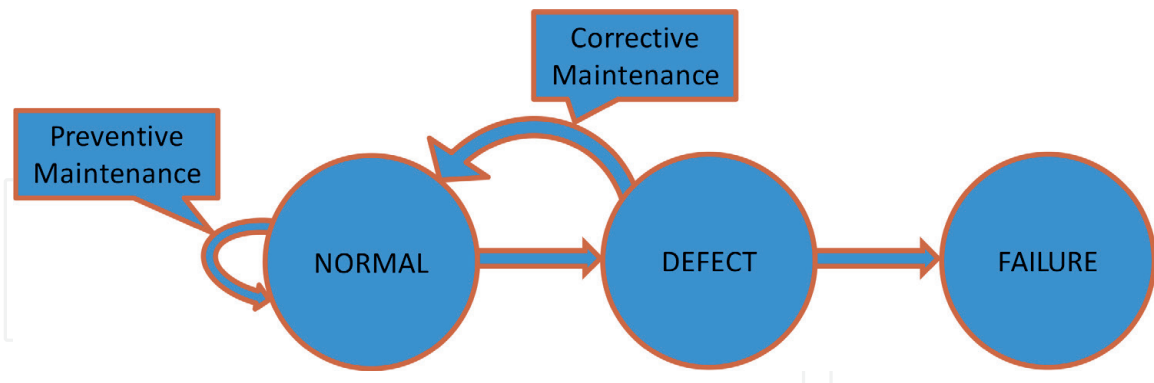 Corrective
Maintenance
Preventive
Maintenance
NORMAL
DEFECT
FAILURE